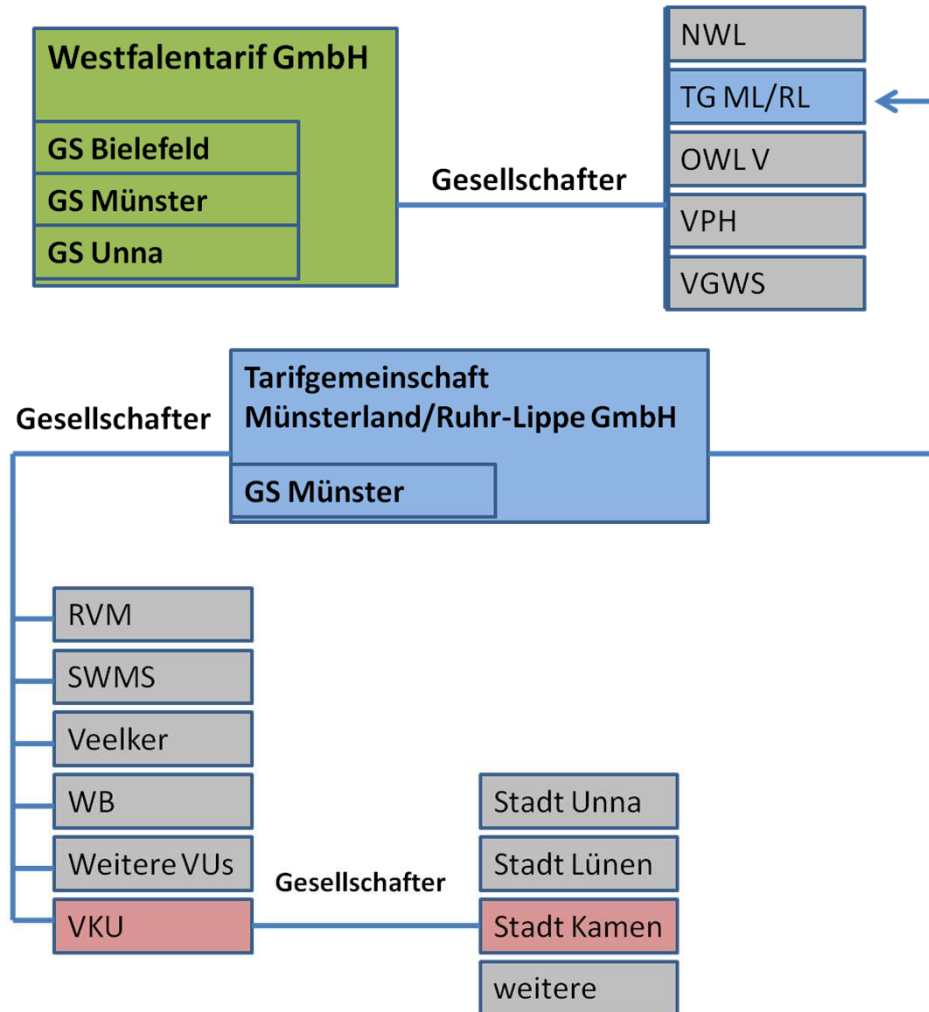 Westfalentarif GmbH
GS Bielefeld
GS Münster
GS Unna
Gesellschafter
NWL
TG ML/RL
OWL V
VPH
VGWS
Tarifgemeinschaft
Münsterland/Ruhr-Lippe GmbH
GS Münster
Gesellschafter
RVM
SWMS
Veelker
WB
Weitere VUs
VKU
Gesellschafter
Stadt Unna
Stadt Lünen
Stadt Kamen
weitere